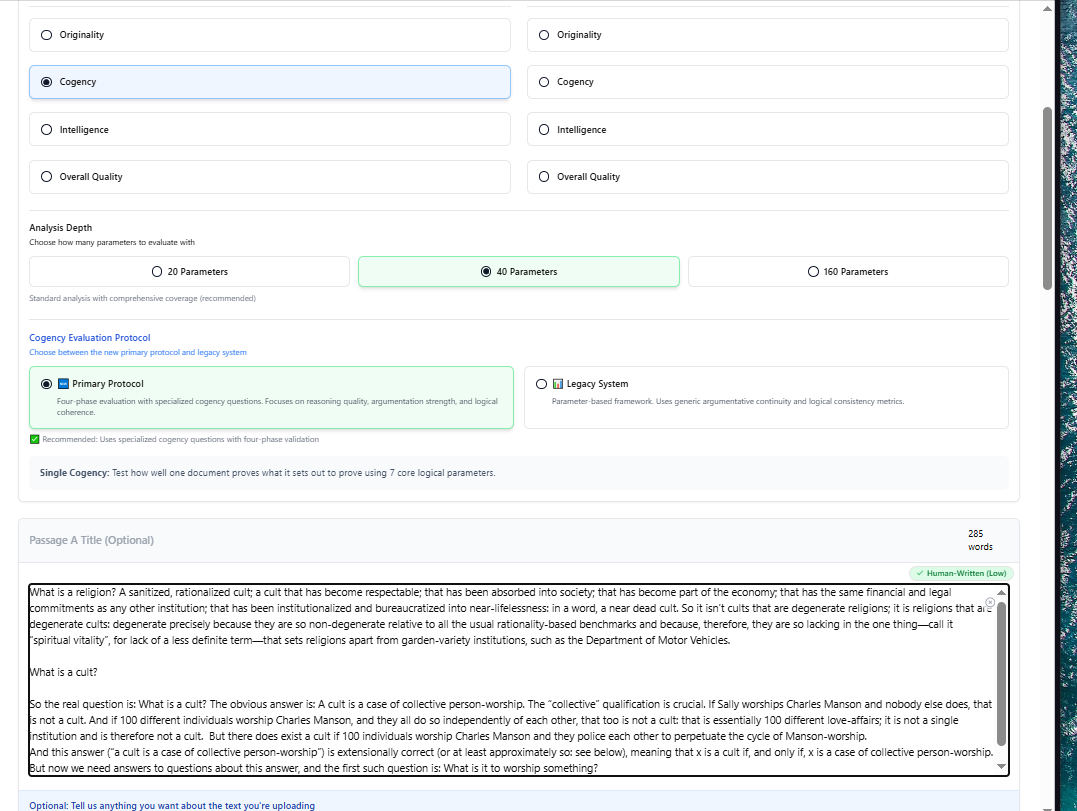 Originality
Originality
Cogency
Cogency
Intelligence
Intelligence
Overall Quality
Overall Quality
Analysis Depth
Choose how many parameters to evaluate with
20 Parameters
40 Parameters
160 Parameters
Standard analysis with comprehensive coverage (recommended)
Cogency Evaluation Protocol
Choose between the new primary protocol and legacy system
Primary Protocol
Four-phase evaluation with specialized cogency questions. Focuses on reasoning quality, argumentation strength, and logical
coherence.
Legacy System
Parameter-based framework. Uses generic argumentative continuity and logical consistency metrics.
Recommended: Uses specialized cogency questions with four-phase validation
Single Cogency: Test how well one document proves what it sets out to prove using 7 core logical parameters.
Passage A Title (Optional)
285
words
Human-Written (Low)
What is a religion? A sanitized, rationalized cult; a cult that has become respectable; that has been absorbed into society; that has become part of the economy; that has the same financial and legal
commitments as any other institution; that has been institutionalized and bureaucratized into near-lifelessness: in a word, a near dead cult. So it isn't cults that are degenerate religions; it is religions that are
degenerate cults: degenerate precisely because they are so non-degenerate relative to all the usual rationality-based benchmarks and because, therefore, they are so lacking in the one thing—call it
"spiritual vitality", for lack of a less definite term—that sets religions apart from garden-variety institutions, such as the Department of Motor Vehicles.
What is a cult?
So the real question is: What is a cult? The obvious answer is: A cult is a case of collective person-worship. The "collective" qualification is crucial. If Sally worships Charles Manson and nobody else does, that
is not a cult. And if 100 different individuals worship Charles Manson, and they all do so independently of each other, that too is not a cult: that is essentially 100 different love-affairs; it is not a single
institution and is therefore not a cult. But there does exist a cult if 100 individuals worship Charles Manson and they police each other to perpetuate the cycle of Manson-worship.
And this answer ("a cult is a case of collective person-worship") is extensionally correct (or at least approximately so: see below), meaning that x is a cult if, and only if, x is a case of collective person-worship.
But now we need answers to questions about this answer, and the first such question is: What is it to worship something?
Optional: Tell us anything you want about the text you're uploading